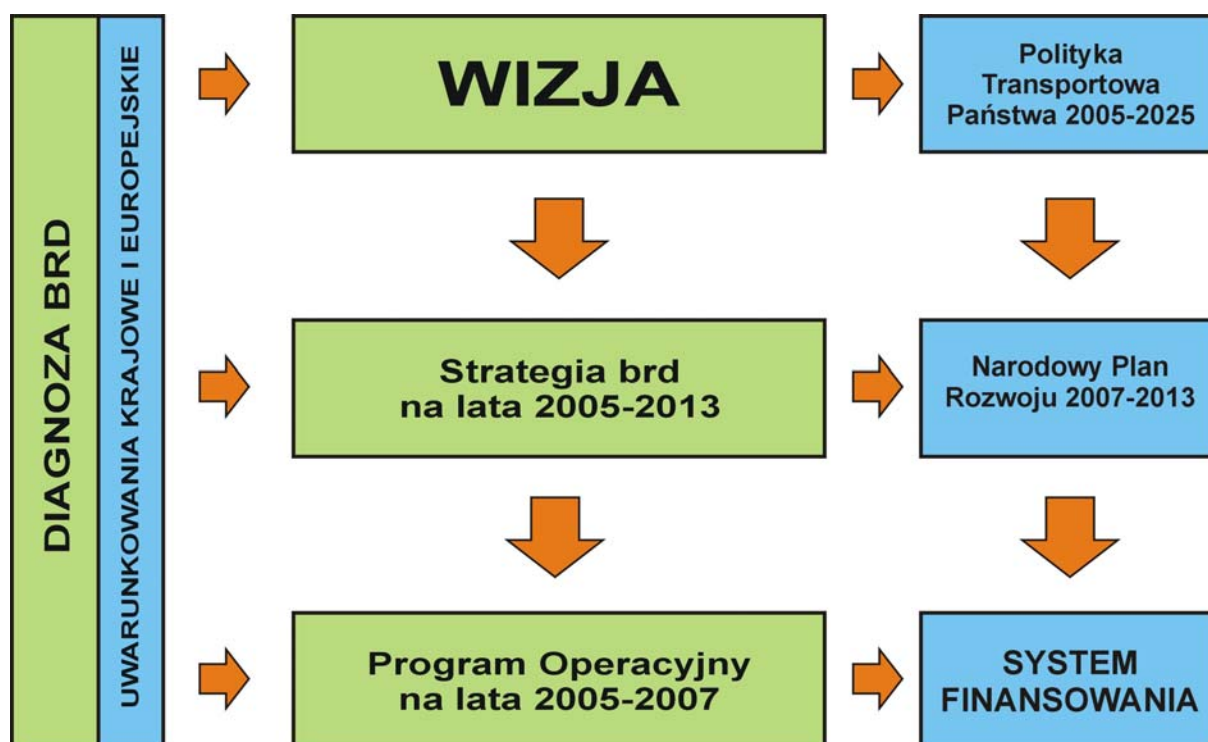 DIAGNOZA BRD
UWARUNKOWANIA KRAJOWE I EUROPEJSKIE
WIZJA
Polityka
Transportowa
Państwa 2005-2025
Strategia brd
na lata 2005-2013
Narodowy Plan
Rozwoju 2007-2013
Program Operacyjny
na lata 2005-2007
SYSTEM
FINANSOWANIA